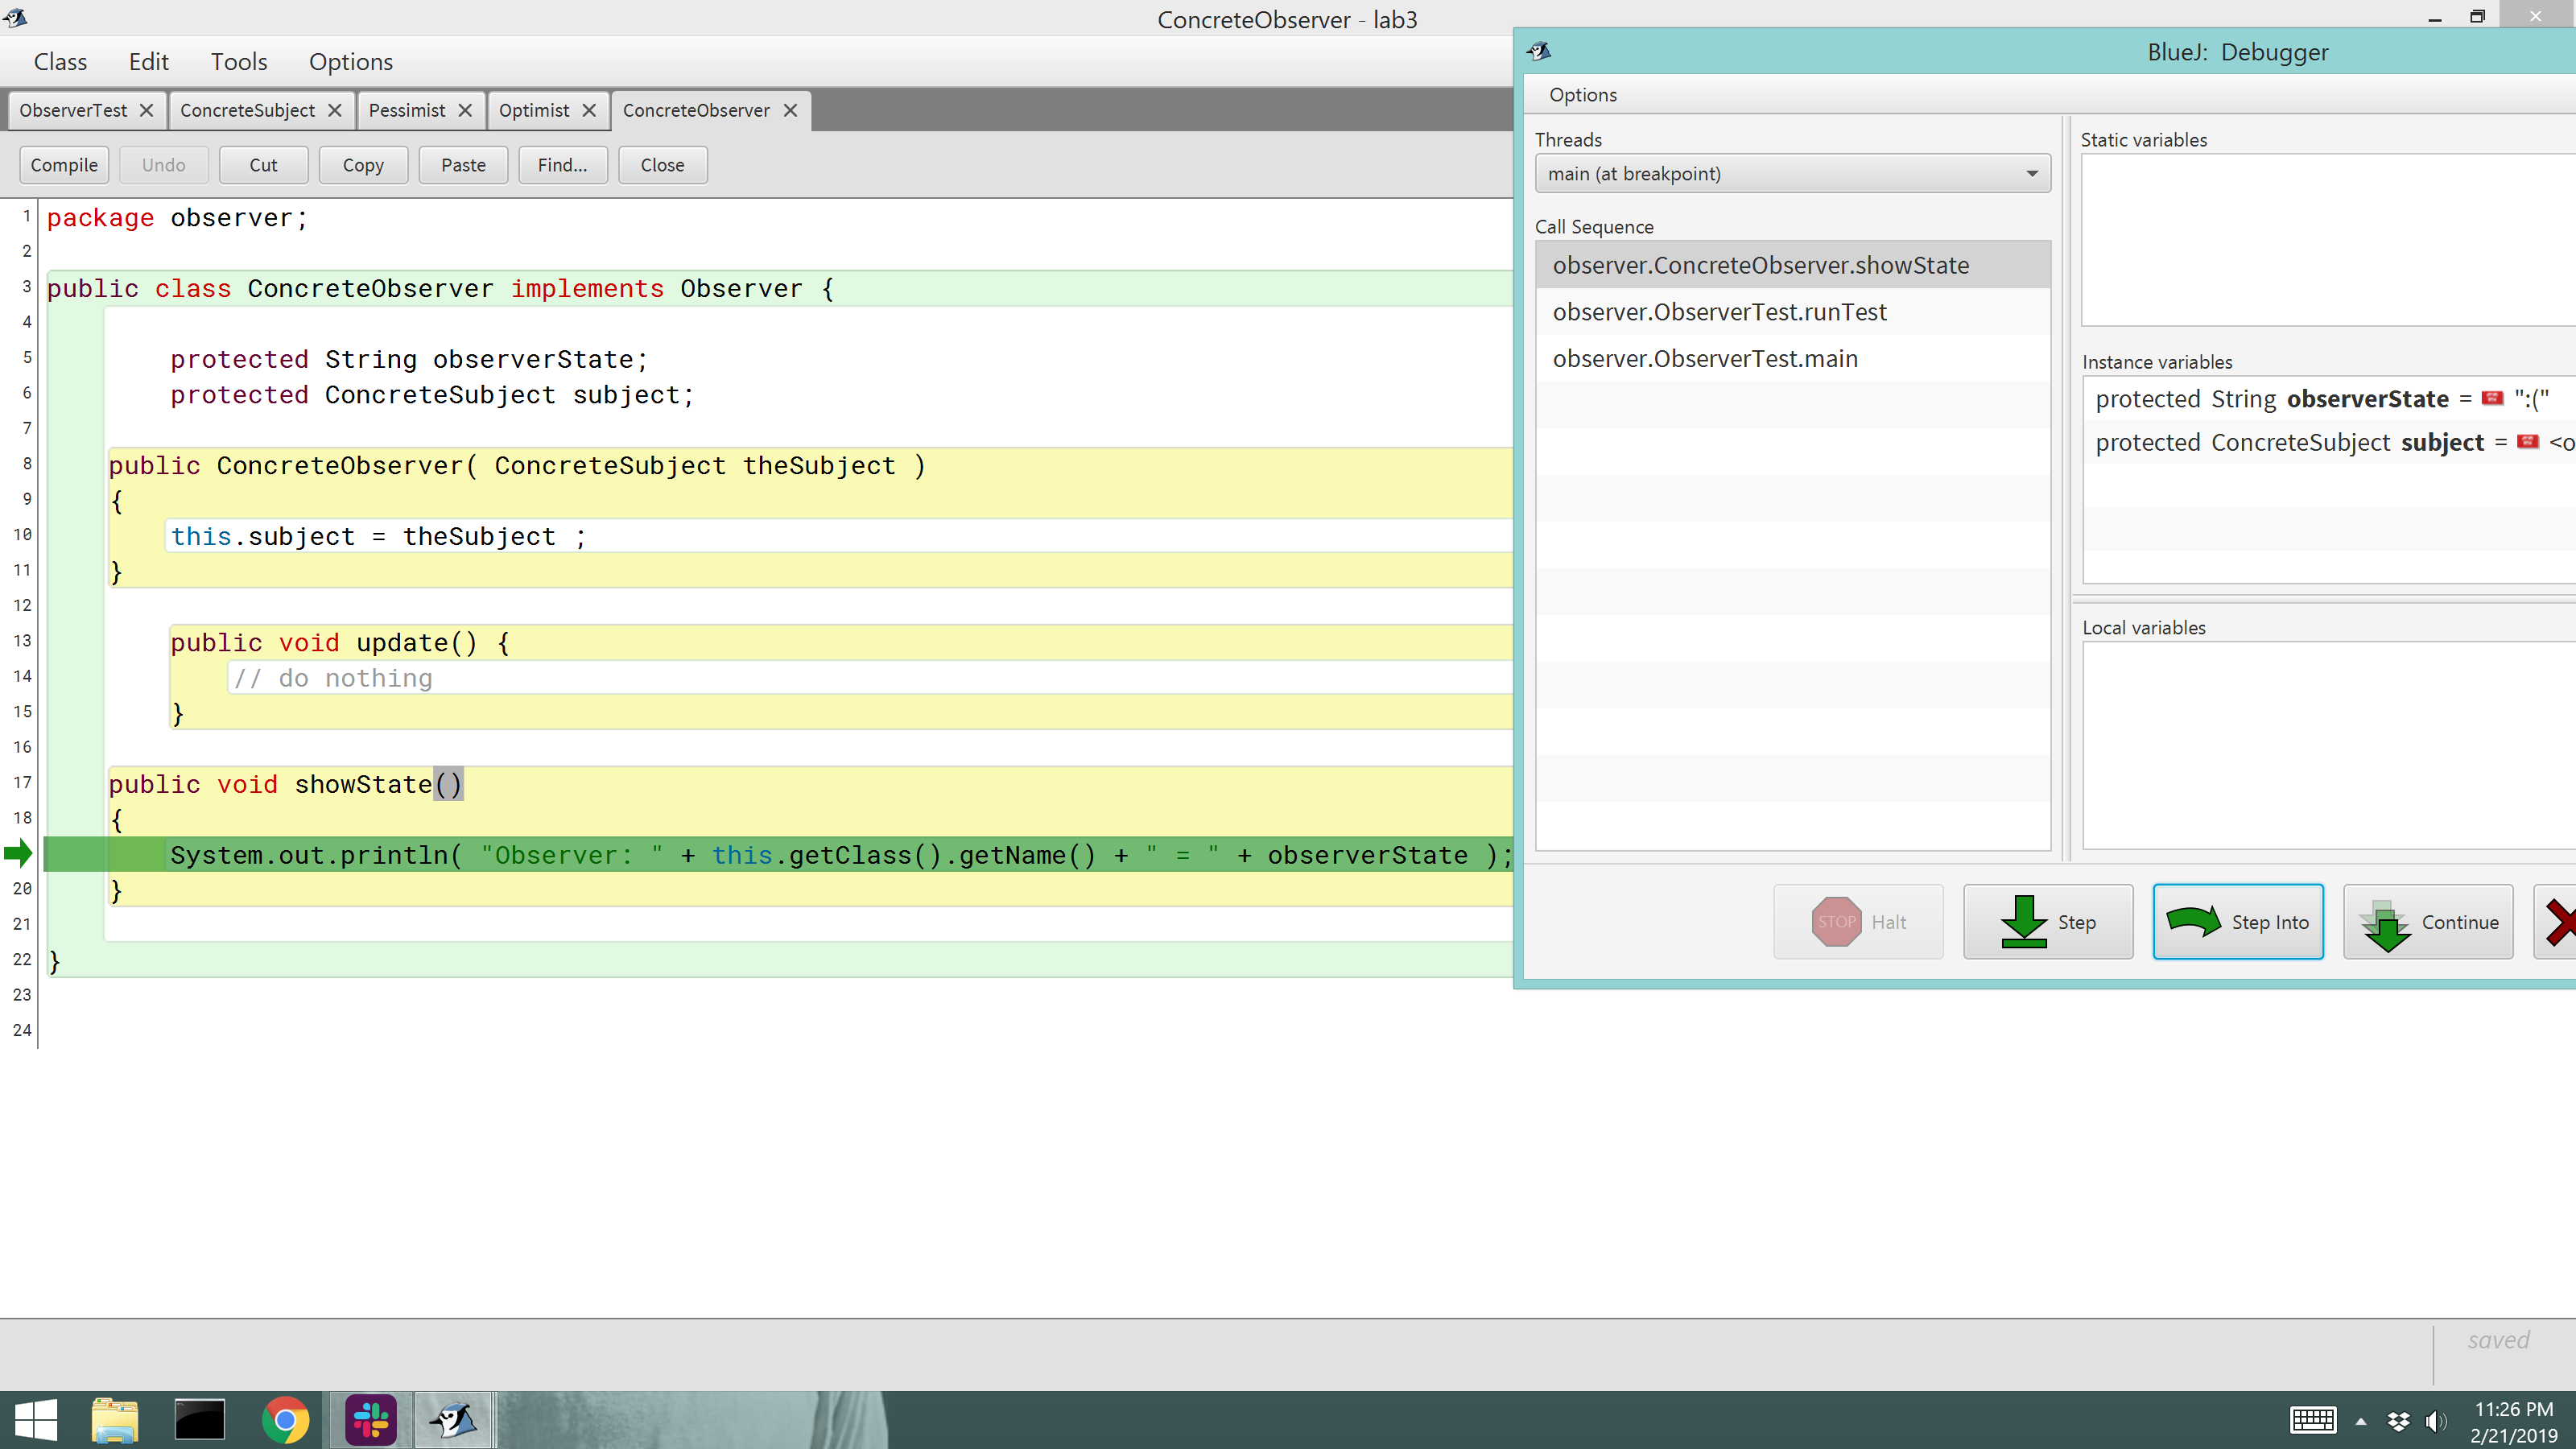 ConcreteObserver - lab3
Class Edit Tools Options
ObserverTest ConcreteSubject Pessimist Optimist ConcreteObserver
Compile Undo Cut Copy Paste Find... Close
1 package observer;
2
3 public class ConcreteObserver implements Observer {
4
5 protected String observerState;
6 protected ConcreteSubject subject;
7
8 public ConcreteObserver( ConcreteSubject theSubject )
9 {
10 this.subject = theSubject ;
11 }
12
13 public void update() {
14 // do nothing
15 }
16
17 public void showState()
18 {
System.out.println( "Observer: " + this.getClass().getName() + " = " + observerState );
20 }
21
22 }
23
24
saved
BlueJ: Debugger
Options
Threads
main (at breakpoint)
Call Sequence
observer.ConcreteObserver.showState
observer.ObserverTest.runTest
observer.ObserverTest.main
Static variables
Instance variables
protected String observerState = ":("
protected ConcreteSubject subject = <o
Local variables
STOP Halt Step Step Into Continue
11:26 PM
2/21/2019